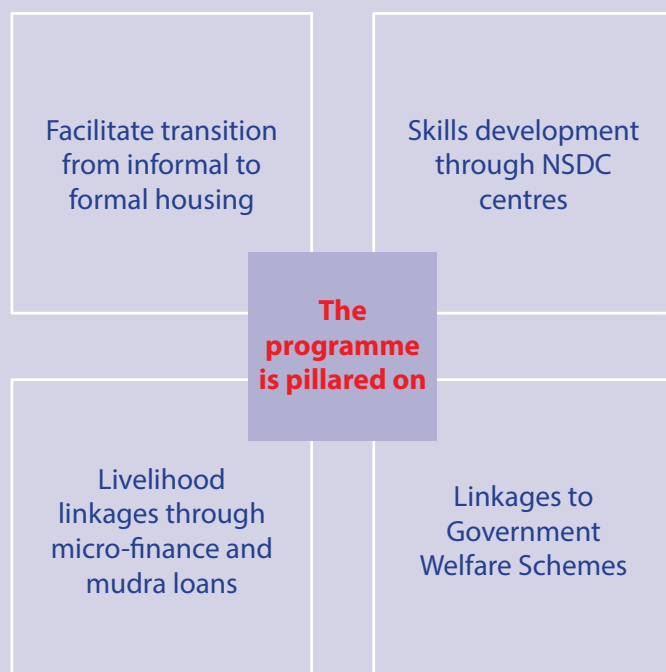 Facilitate transition
from informal to
formal housing
Skills development
through NSDC
centres
The
programme
is pillared on
Livelihood
linkages through
micro-finance and
mudra loans
Linkages to
Government
Welfare Schemes